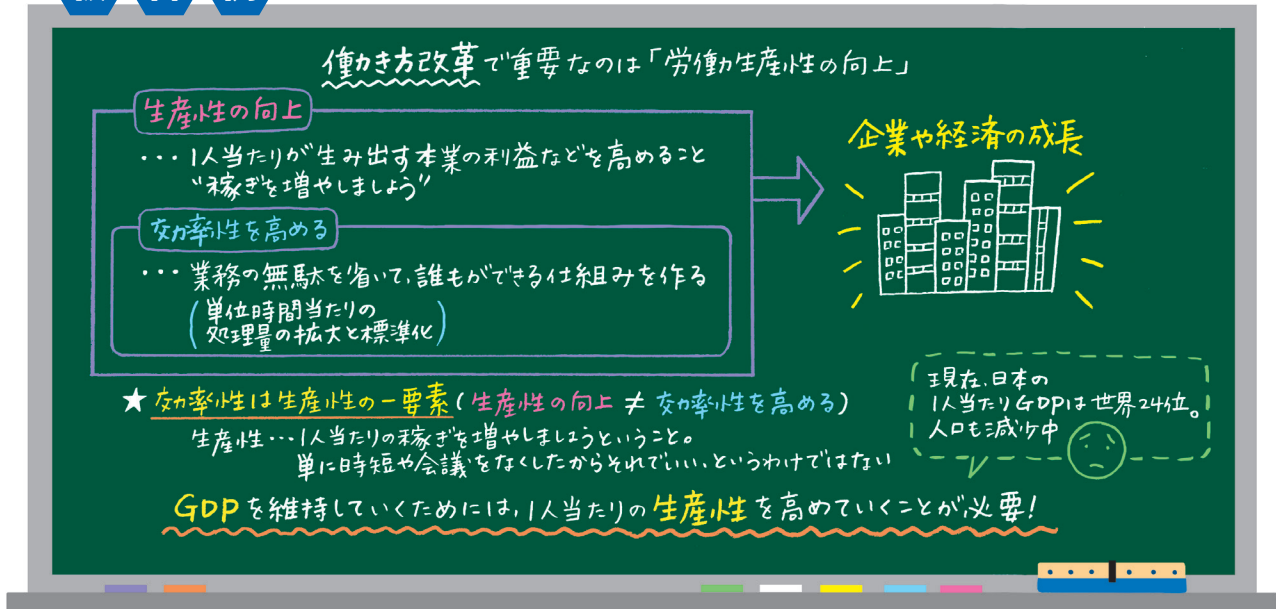 働き方改革で重要なのは「労働生産性の向上」
生産性の向上
・・・1人当たりが生み出す本業の利益などを高めること
“稼ぎを増やしましょう”
効率性を高める
・・・業務の無駄を省いて、誰もができる仕組みを作る
(単位時間当たりの
処理量の拡大と標準化)
企業や経済の成長
★効率性は生産性の一要素(生産性の向上≠効率性を高める)
生産性・・・1人当たりの稼ぎを増やしましょうということ。
単に時短や会議をなくしたからそれでいい、というわけではない
現在、日本の
1人当たりGDPは世界24位。
人口も減少中
GDPを維持していくためには、1人当たりの生産性を高めていくことが必要!